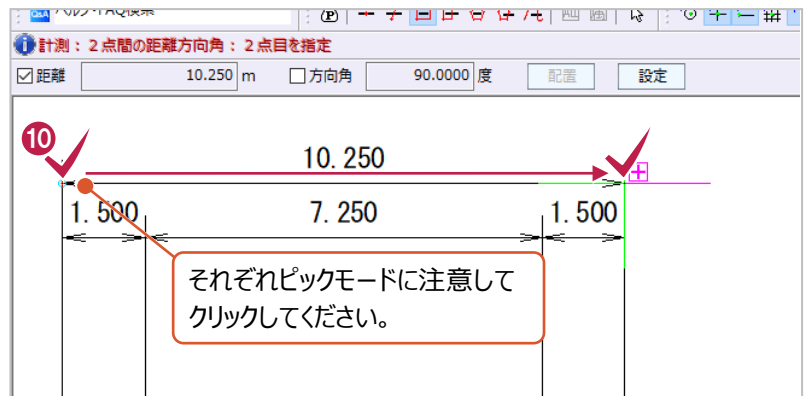 Q&A ヘルプ・FAQ検索
計測：２点間の距離方向角：２点目を指定
距離 10.250 m 方向角 90.0000 度 配置 設定
10
10.250
1.500 7.250 1.500
それぞれピックモードに注意して
クリックしてください。